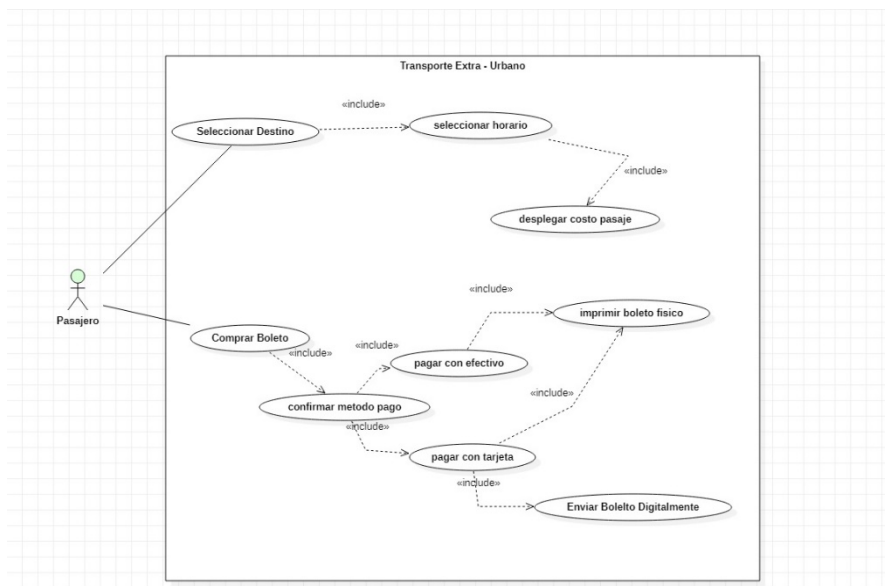 Transporte Extra - Urbano
«include»
Seleccionar Destino
seleccionar horario
«include»
desplegar costo pasaje
Pasajero
«include»
imprimir boleto fisico
Comprar Boleto
«include»
«include»
pagar con efectivo
«include»
confirmar metodo pago
«include»
pagar con tarjeta
«include»
Enviar Bolelto Digitalmente